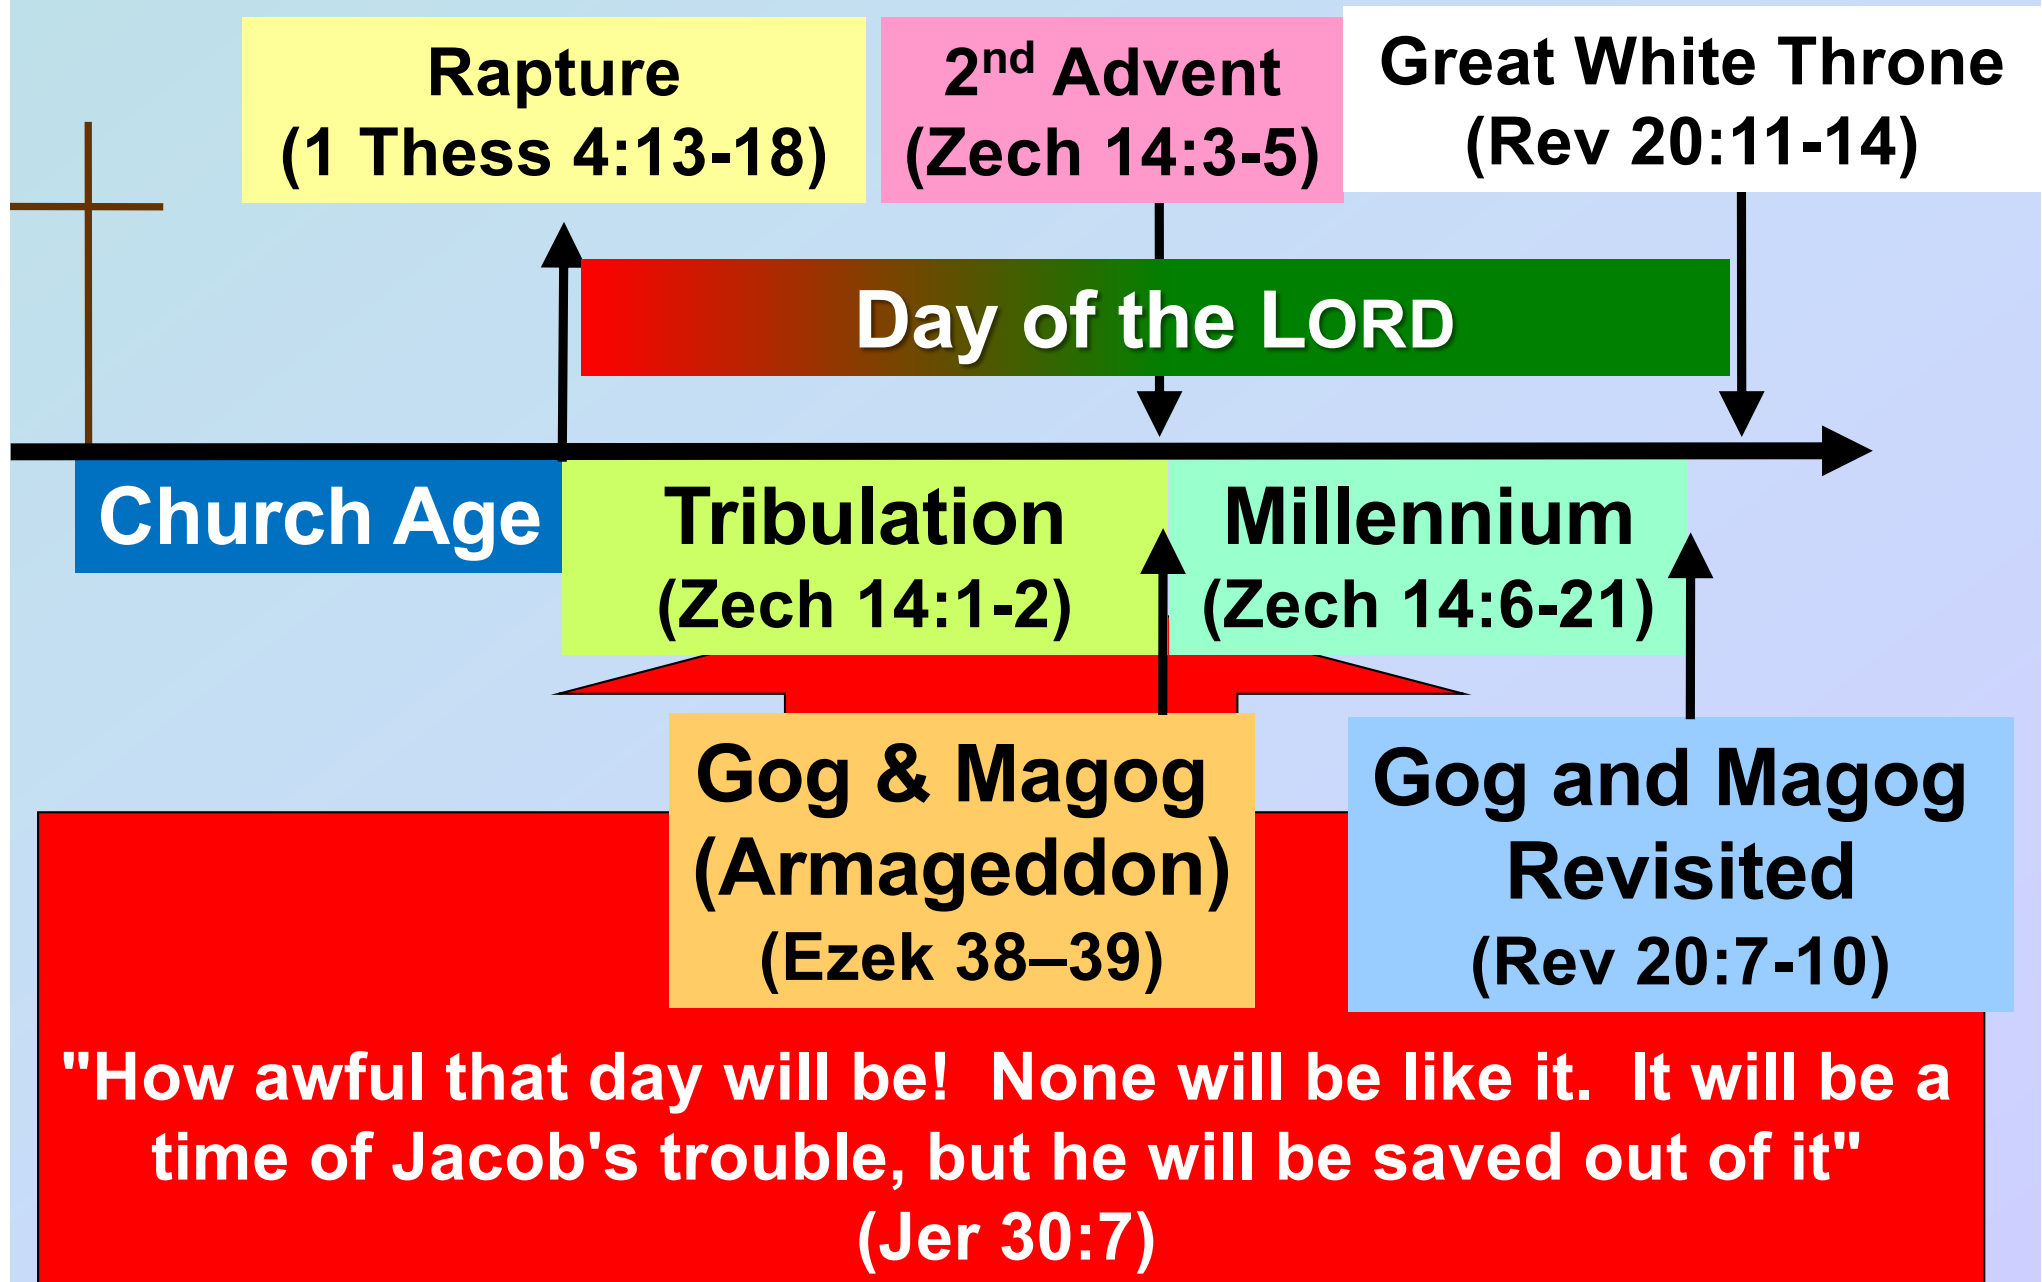 Rapture
(1 Thess 4:13-18)
2nd Advent
(Zech 14:3-5)
Great White Throne
(Rev 20:11-14)
Day of the LORD
Church Age
Tribulation
(Zech 14:1-2)
Millennium
(Zech 14:6-21)
Gog & Magog
(Armageddon)
(Ezek 38–39)
Gog and Magog
Revisited
(Rev 20:7-10)
"How awful that day will be!  None will be like it.  It will be a
time of Jacob's trouble, but he will be saved out of it"
(Jer 30:7)